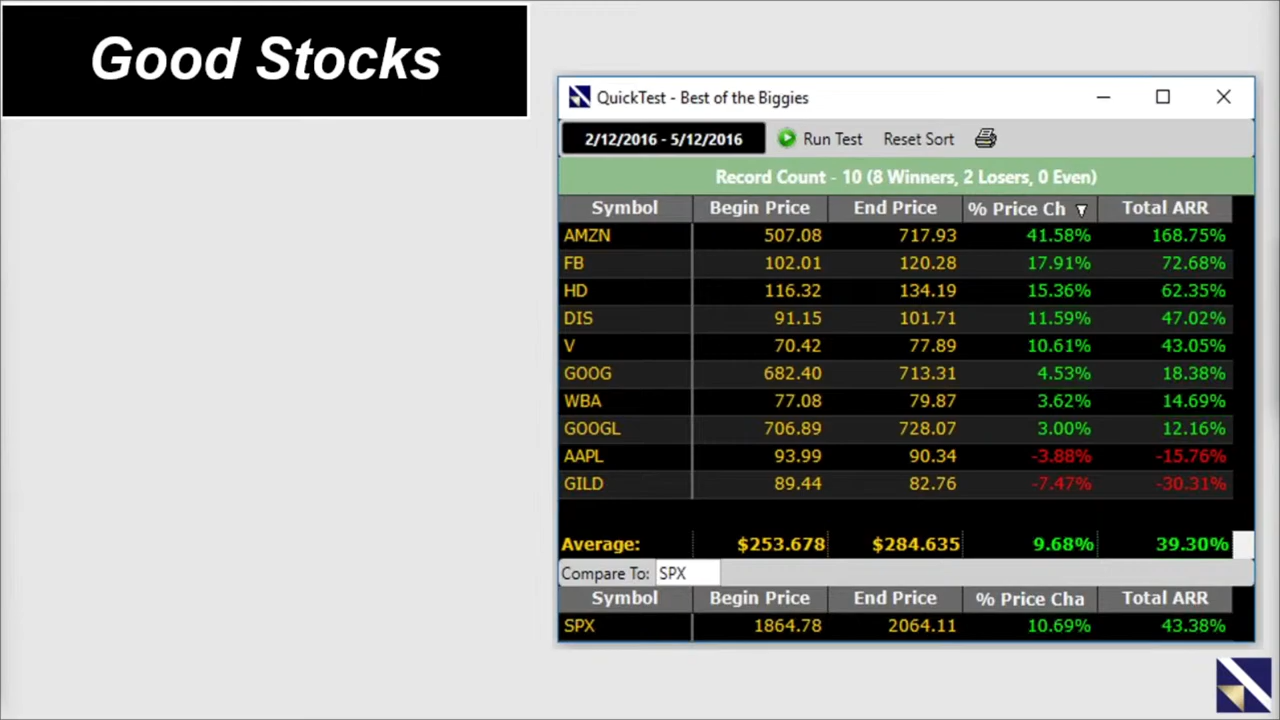 Good Stocks
QuickTest - Best of the Biggies
2/12/2016 - 5/12/2016 Run Test Reset Sort
Record Count - 10 (8 Winners, 2 Losers, 0 Even)
Symbol Begin Price End Price % Price Ch Total ARR
AMZN 507.08 717.93 41.58% 168.75%
FB 102.01 120.28 17.91% 72.68%
HD 116.32 134.19 15.36% 62.35%
DIS 91.15 101.71 11.59% 47.02%
V 70.42 77.89 10.61% 43.05%
GOOG 682.40 713.31 4.53% 18.38%
WBA 77.08 79.87 3.62% 14.69%
GOOGL 706.89 728.07 3.00% 12.16%
AAPL 93.99 90.34 -3.88% -15.76%
GILD 89.44 82.76 -7.47% -30.31%
Average: $253.678 $284.635 9.68% 39.30%
Compare To: SPX
Symbol Begin Price End Price % Price Cha Total ARR
SPX 1864.78 2064.11 10.69% 43.38%